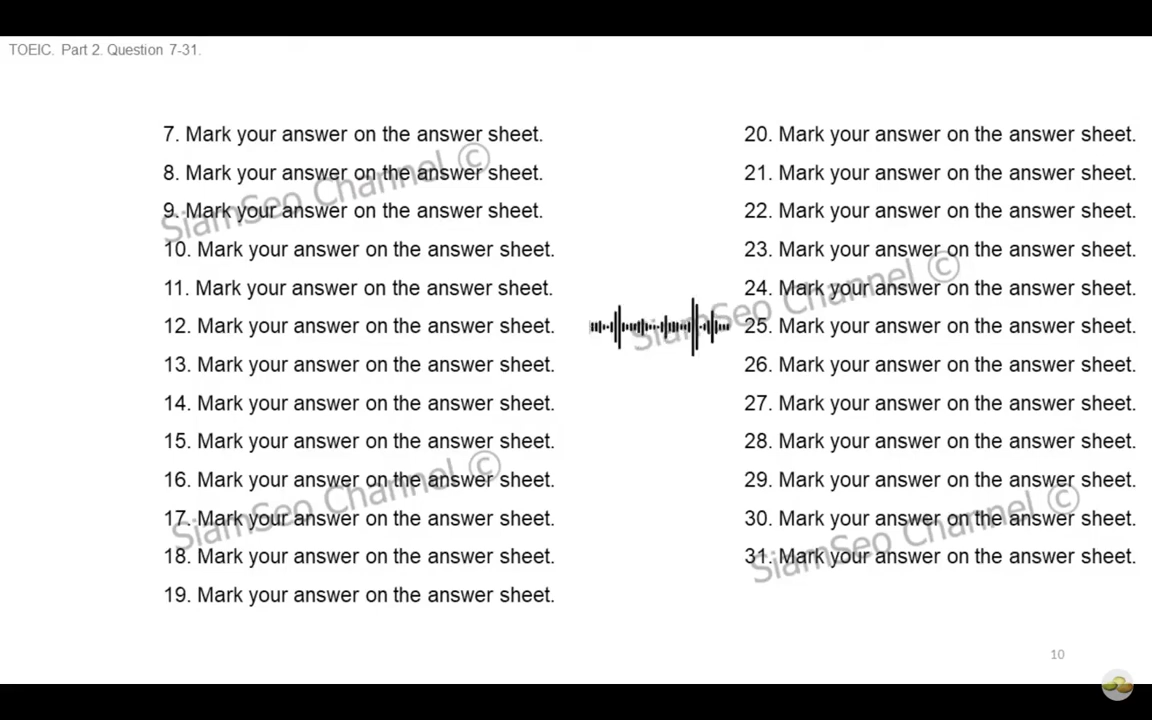 TOEIC. Part 2. Question 7-31.
7. Mark your answer on the answer sheet.
8. Mark your answer on the answer sheet.
9. Mark your answer on the answer sheet.
10. Mark your answer on the answer sheet.
11. Mark your answer on the answer sheet.
12. Mark your answer on the answer sheet.
13. Mark your answer on the answer sheet.
14. Mark your answer on the answer sheet.
15. Mark your answer on the answer sheet.
16. Mark your answer on the answer sheet.
17. Mark your answer on the answer sheet.
18. Mark your answer on the answer sheet.
19. Mark your answer on the answer sheet.
20. Mark your answer on the answer sheet.
21. Mark your answer on the answer sheet.
22. Mark your answer on the answer sheet.
23. Mark your answer on the answer sheet.
24. Mark your answer on the answer sheet.
25. Mark your answer on the answer sheet.
26. Mark your answer on the answer sheet.
27. Mark your answer on the answer sheet.
28. Mark your answer on the answer sheet.
29. Mark your answer on the answer sheet.
30. Mark your answer on the answer sheet.
31. Mark your answer on the answer sheet.
SiamSeo Channel ©
SiamSeo Channel ©
SiamSeo Channel ©
SiamSeo Channel ©
10